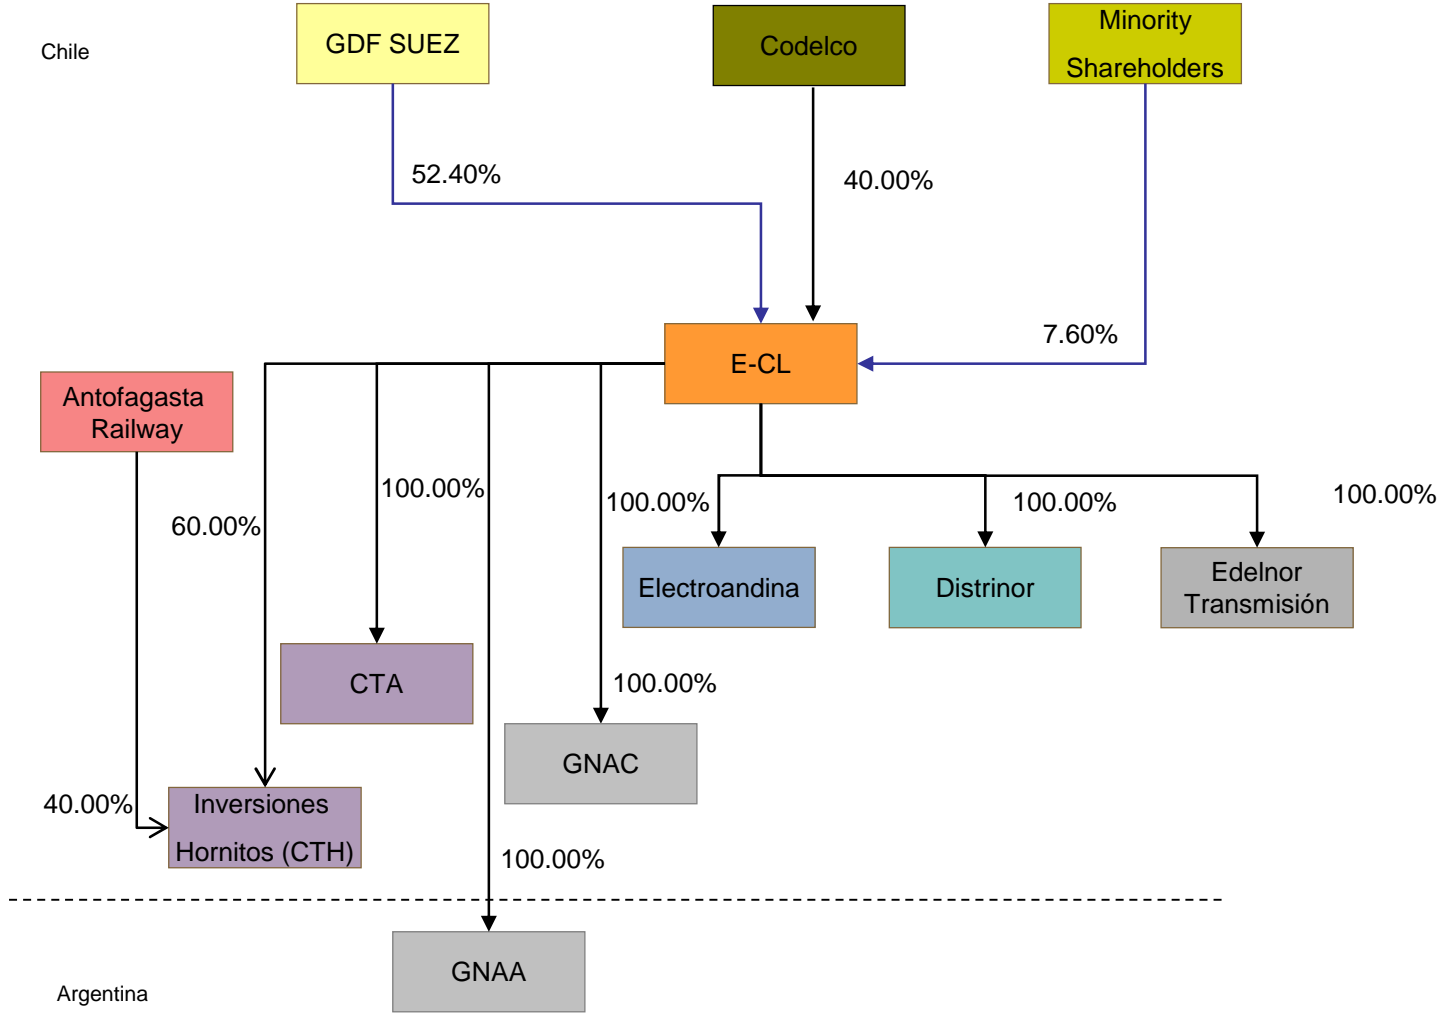 Chile
GDF SUEZ
Codelco
Minority
Shareholders
52.40%
40.00%
7.60%
E-CL
Antofagasta
Railway
100.00%
100.00%
100.00%
100.00%
60.00%
Electroandina
Distrinor
Edelnor
Transmisión
CTA
100.00%
GNAC
40.00%
Inversiones
Hornitos (CTH)
100.00%
GNAA
Argentina